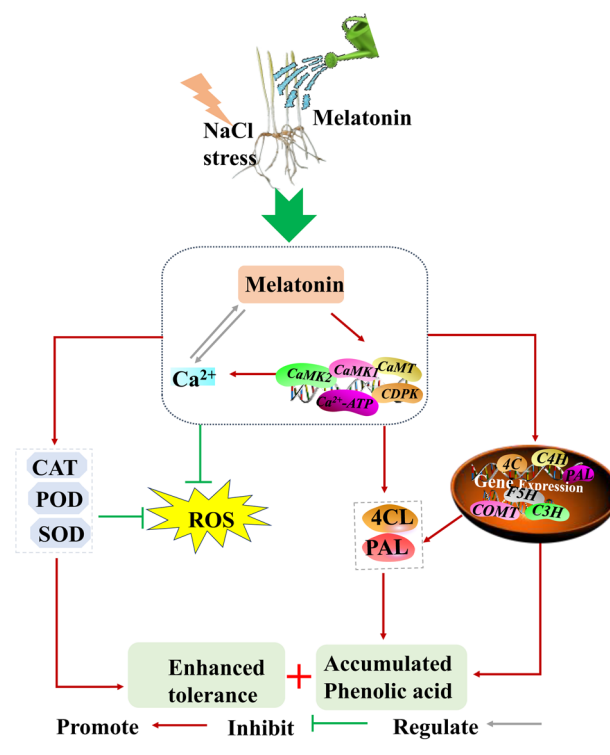 NaCl
stress
Melatonin
Melatonin
Ca²⁺
CaMK2
CaMK1
CaMT
Ca²⁺-ATP
CDPK
CAT
POD
SOD
ROS
4CL
PAL
4C
C4H
PAL
Gene Expression
F5H
COMT
C3H
Enhanced
tolerance
+
Accumulated
Phenolic acid
Promote Inhibit Regulate